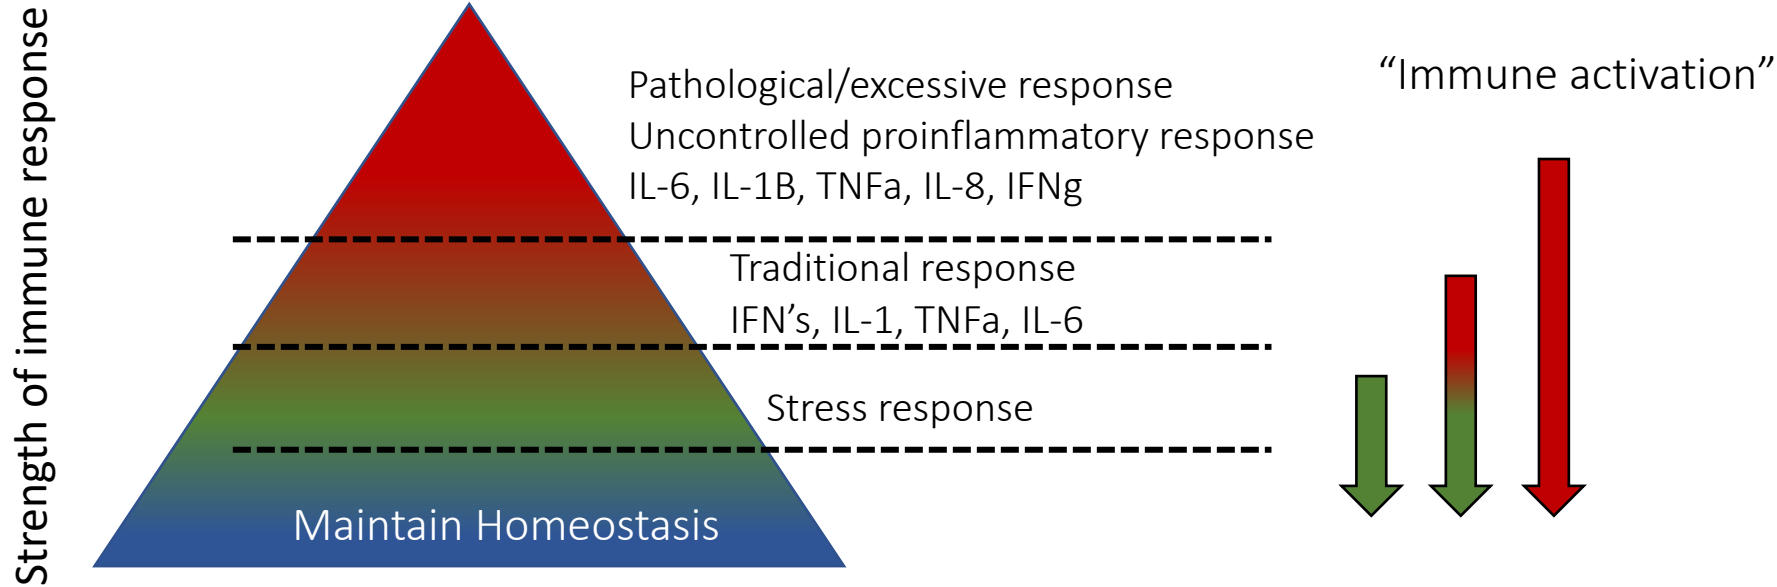 Strength of immune response
Pathological/excessive response
Uncontrolled proinflammatory response
IL-6, IL-1B, TNFa, IL-8, IFNg
“Immune activation”
Traditional response
IFN’s, IL-1, TNFa, IL-6
Stress response
Maintain Homeostasis